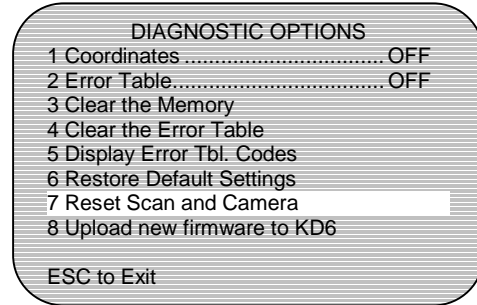 DIAGNOSTIC OPTIONS
1 Coordinates ................................. OFF
2 Error Table................................... OFF
3 Clear the Memory
4 Clear the Error Table
5 Display Error Tbl. Codes
6 Restore Default Settings
7 Reset Scan and Camera
8 Upload new firmware to KD6
ESC to Exit